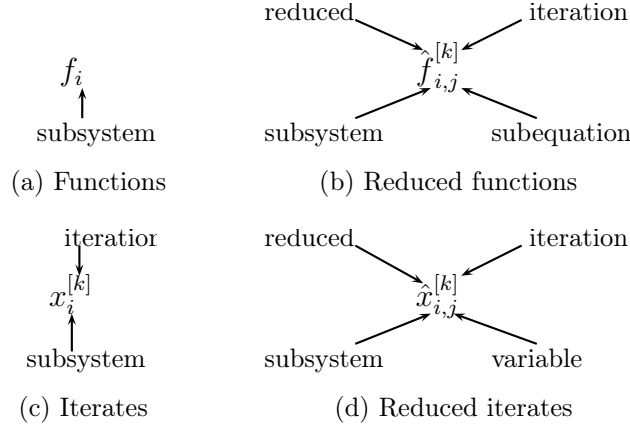 reduced iteration
f_i
\hat{f}_{i,j}^{[k]}
subsystem subsystem subequation
(a) Functions (b) Reduced functions
iteration reduced iteration
x_i^{[k]} \hat{x}_{i,j}^{[k]}
subsystem subsystem variable
(c) Iterates (d) Reduced iterates